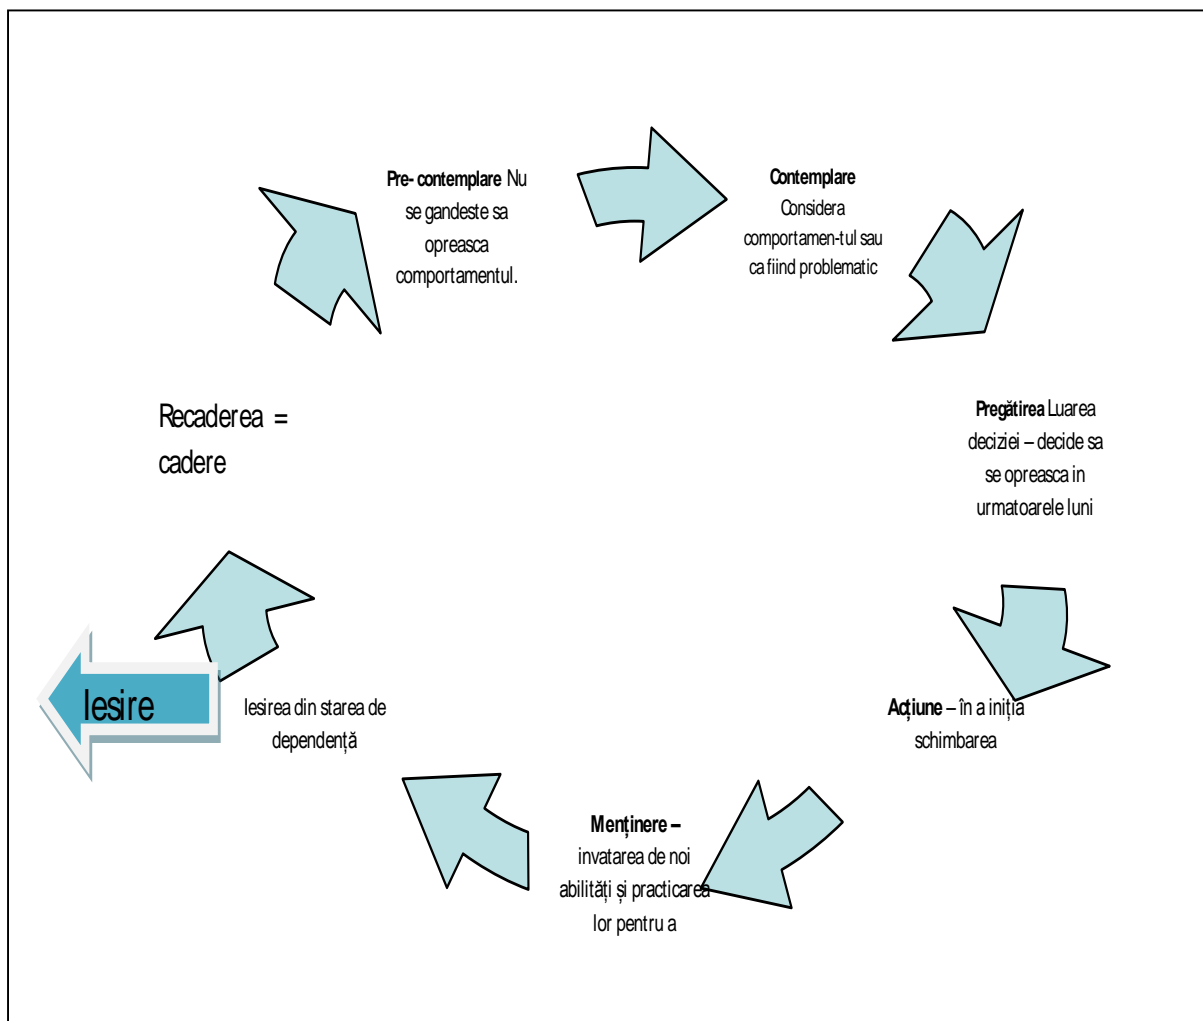 Pre- contemplare Nu
se gandeste sa
opreasca
comportamentul.
Contemplare
Considera
comportamen-tul sau
ca fiind problematic
Pregătirea Luarea
deciziei – decide sa
se opreasca in
urmatoarele luni
Acțiune – în a iniția
schimbarea
Menținere –
invatarea de noi
abilități și practicarea
lor pentru a
Iesirea din starea de
dependență
Iesire
Recaderea =
cadere